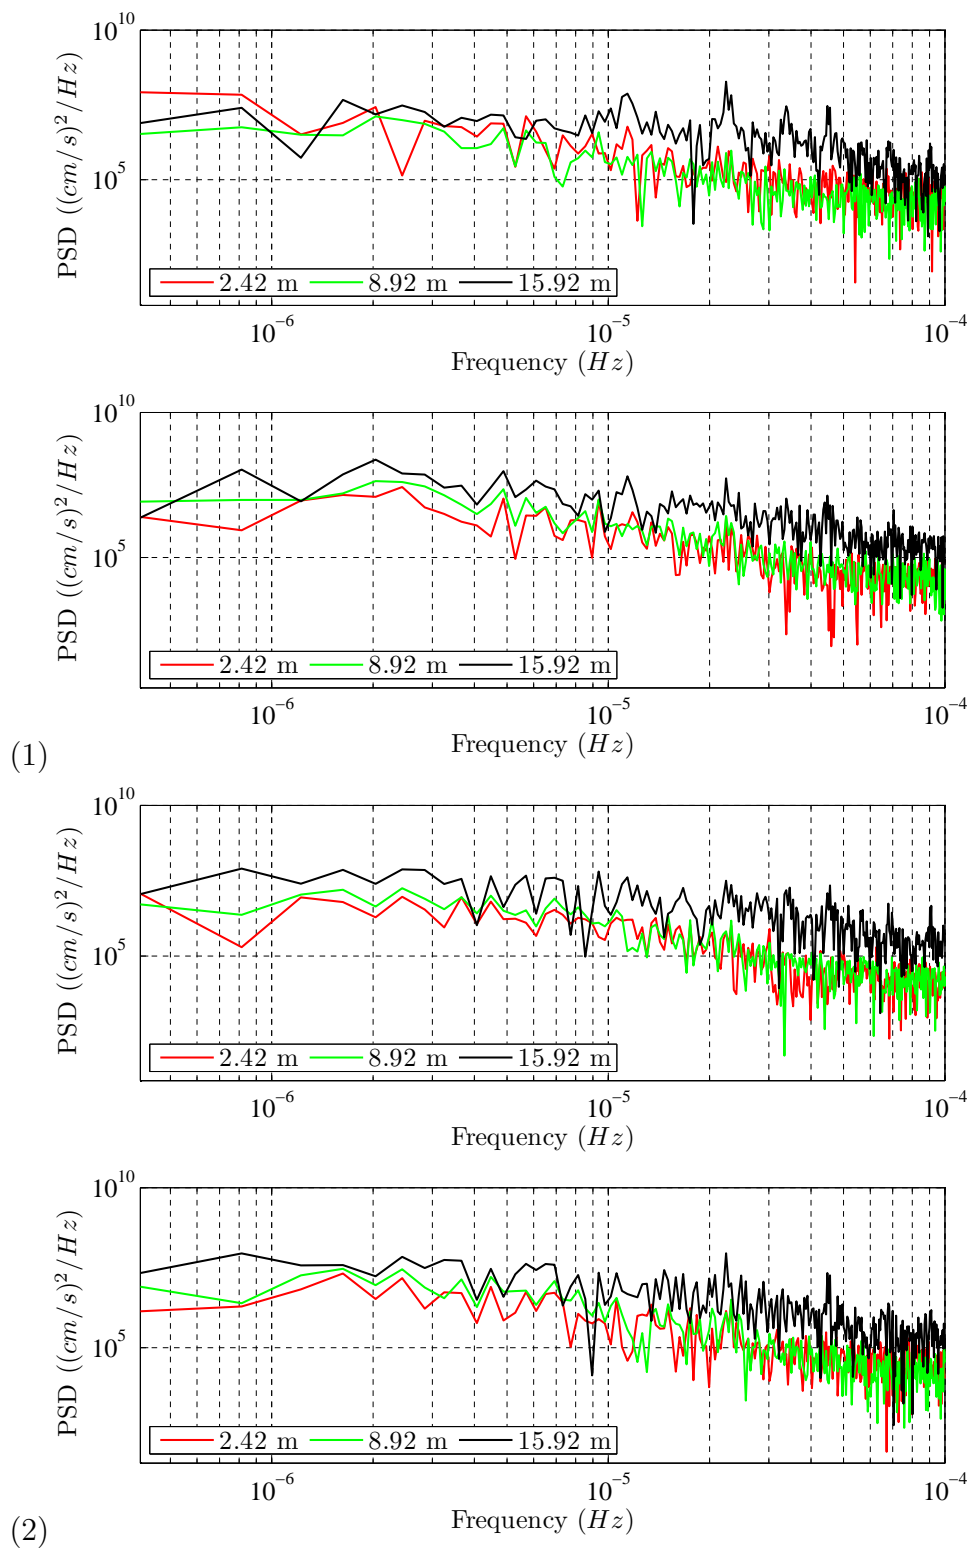 10^10
PSD ((cm/s)^2/Hz)
10^5
2.42 m 8.92 m 15.92 m
10^−6 10^−5 10^−4
Frequency (Hz)
10^10
PSD ((cm/s)^2/Hz)
10^5
2.42 m 8.92 m 15.92 m
10^−6 10^−5 10^−4
Frequency (Hz)
(1)
10^10
PSD ((cm/s)^2/Hz)
10^5
2.42 m 8.92 m 15.92 m
10^−6 10^−5 10^−4
Frequency (Hz)
10^10
PSD ((cm/s)^2/Hz)
10^5
2.42 m 8.92 m 15.92 m
10^−6 10^−5 10^−4
Frequency (Hz)
(2)